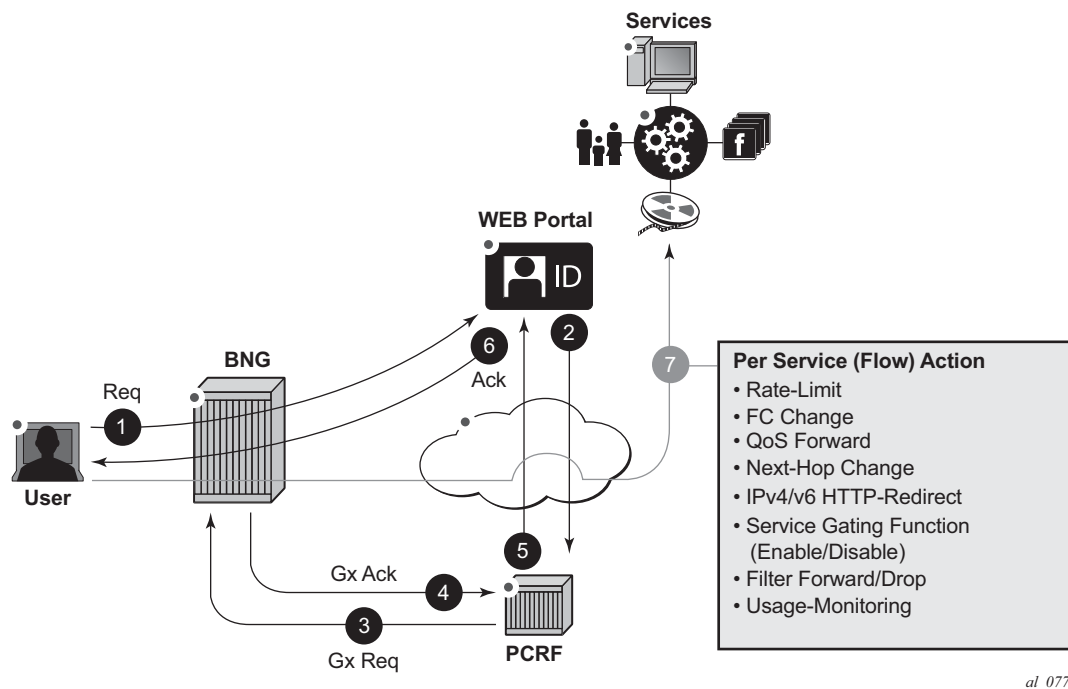 Services
f
WEB Portal
ID
2
6
Ack
7
BNG
Req
1
User
Per Service (Flow) Action
• Rate-Limit
• FC Change
• QoS Forward
• Next-Hop Change
• IPv4/v6 HTTP-Redirect
• Service Gating Function
(Enable/Disable)
• Filter Forward/Drop
• Usage-Monitoring
5
Gx Ack
4
3
Gx Req
PCRF
al_077